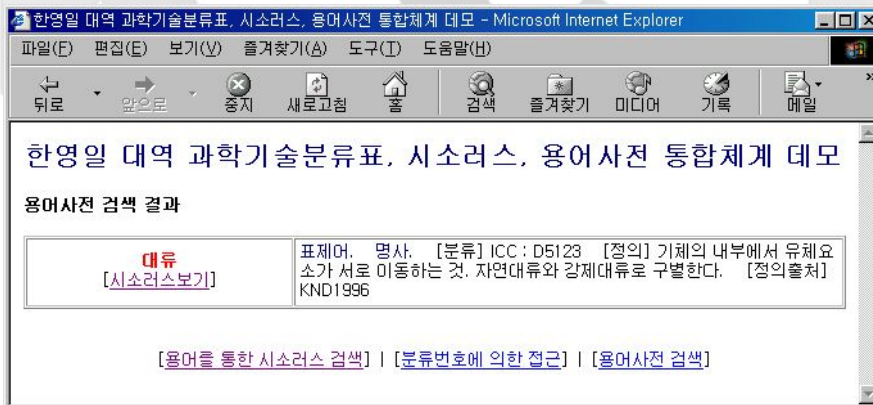 한영일 대역 과학기술분류표, 시소러스, 용어사전 통합체계 데모 - Microsoft Internet Explorer
파일(F) 편집(E) 보기(V) 즐겨찾기(A) 도구(T) 도움말(H)
뒤로 앞으로 중지 새로고침 홈 검색 즐겨찾기 미디어 기록 메일
한영일 대역 과학기술분류표, 시소러스, 용어사전 통합체계 데모
용어사전 검색 결과
대류
[시소러스보기]
표제어. 명사. [분류] ICC : D5123 [정의] 기체의 내부에서 유체요
소가 서로 이동하는 것. 자연대류와 강제대류로 구별한다. [정의출처]
KND1996
[용어를 통한 시소러스 검색] | [분류번호에 의한 접근] | [용어사전 검색]